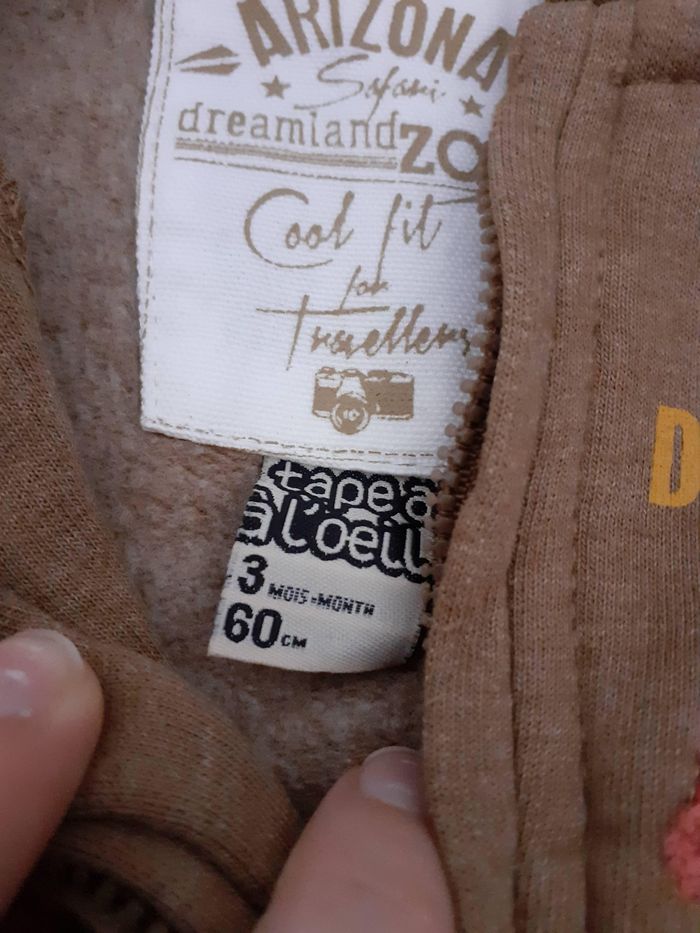 ARIZONA
Safari
dreamland ZO
Cool fit
for
Travellers
tape à
à l'oeil
3 MOIS-MONTH
60 CM
D